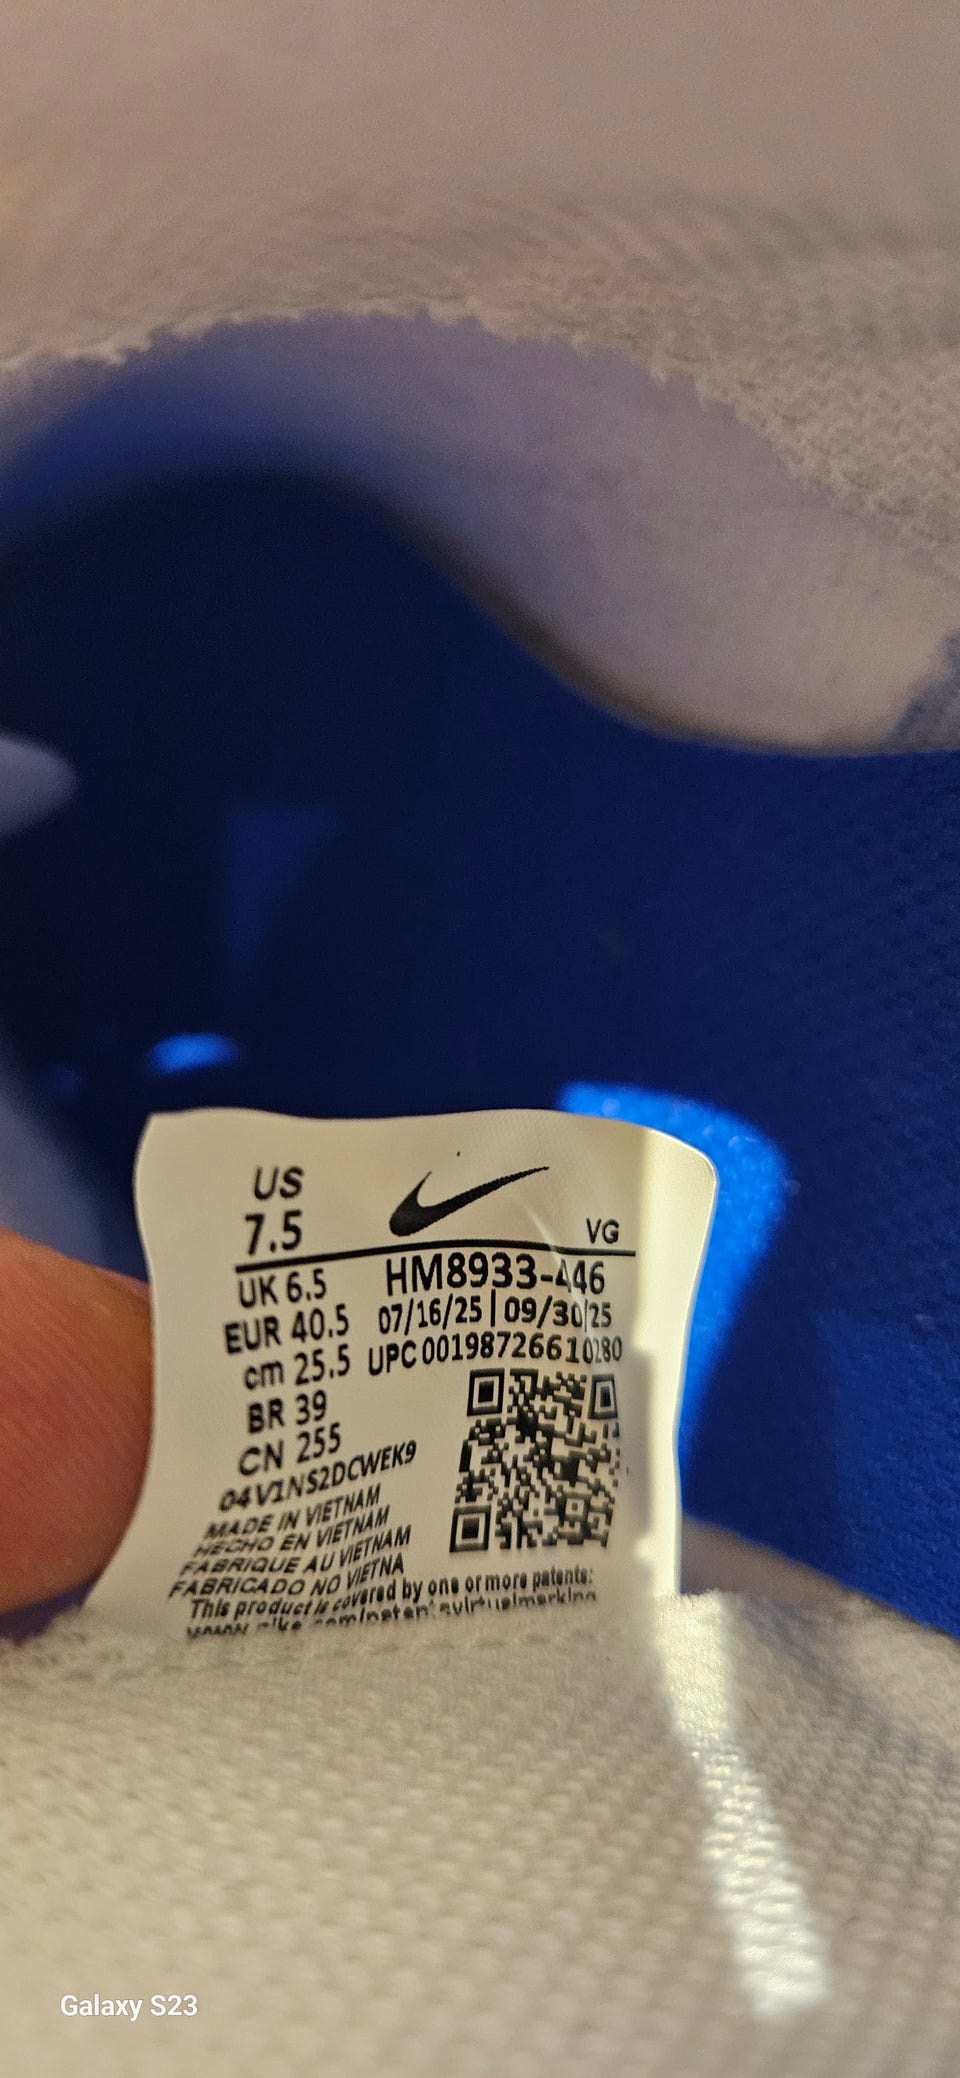 US
7.5
VG
UK 6.5
EUR 40.5
cm 25.5
BR 39
CN 255
HM8933-446
07/16/25 | 09/30/25
UPC 00198726610280
04V1NS2DCWEK9
MADE IN VIETNAM
HECHO EN VIETNAM
FABRIQUE AU VIETNAM
FABRICADO NO VIETNA
This product is covered by one or more patents:
Galaxy S23